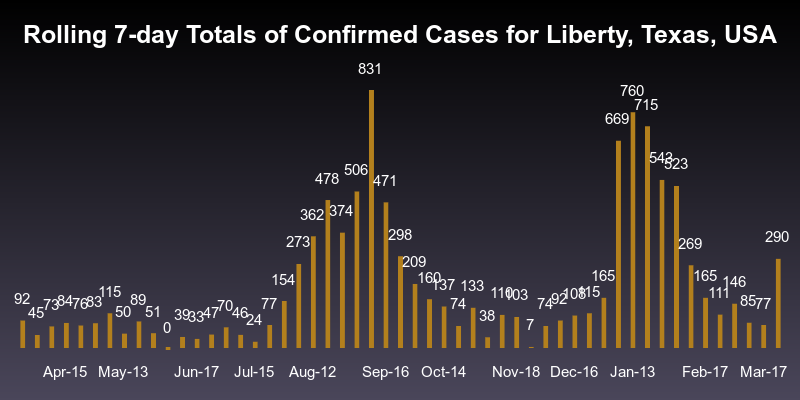 Rolling 7-day Totals of Confirmed Cases for Liberty, Texas, USA
92 45 73 84 76 83 115 50 89 51 0 39 33 47 70 46 24 77 154 273 362 478 374 506 831 471 298 209 160 137 74 133 38 110 103 7 74 92 108 115 165 669 760 715 543 523 269 165 111 146 85 77 290
Apr-15 May-13 Jun-17 Jul-15 Aug-12 Sep-16 Oct-14 Nov-18 Dec-16 Jan-13 Feb-17 Mar-17